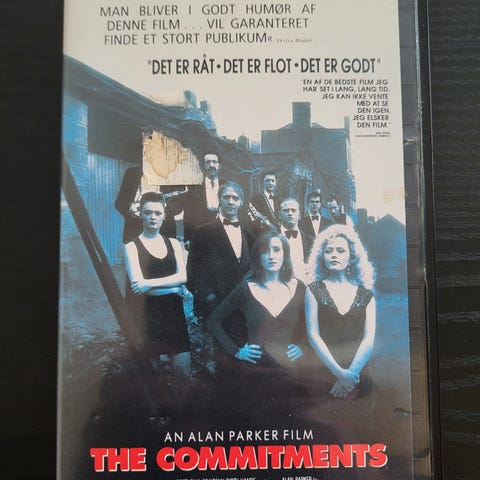 MAN BLIVER I GODT HUMØR AF
DENNE FILM . . . VIL GARANTERET
FINDE ET STORT PUBLIKUM« Ekstra Bladet
"DET ER RÅT • DET ER FLOT • DET ER GODT"
"EN AF DE BEDSTE FILM JEG
HAR SET I LANG, LANG TID.
JEG KAN IKKE VENTE
MED AT SE
DEN IGEN.
JEG ELSKER
DEN FILM."
AN ALAN PARKER FILM
THE COMMITMENTS